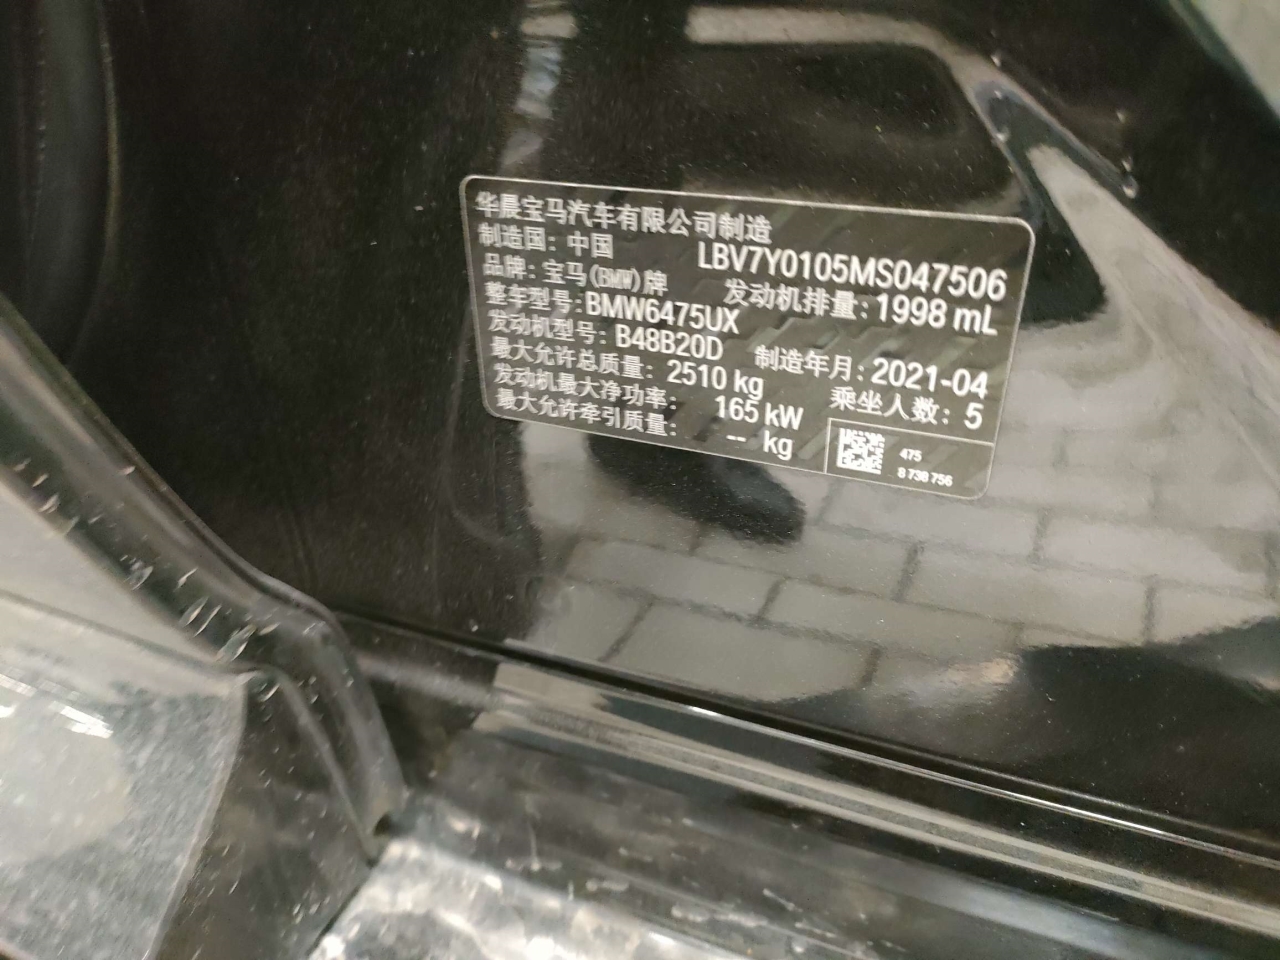 华晨宝马汽车有限公司制造
制造国：中国
LBV7Y0105MS047506
品牌：宝马(BMW)牌
发动机排量：1998 mL
整车型号：BMW6475UX
发动机型号：B48B20D
制造年月：2021-04
最大允许总质量：2510 kg
乘坐人数：5
发动机最大净功率：165 kW
最大允许牵引质量：-- kg
475
8 738 756